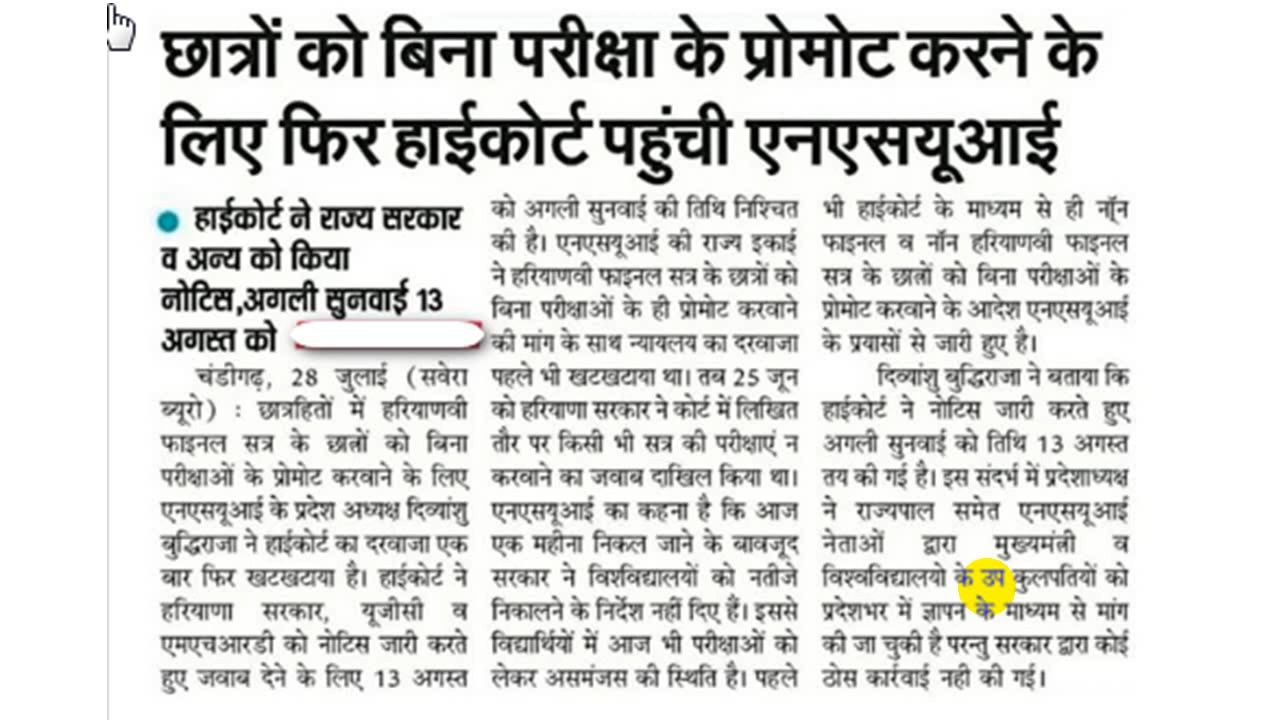 छात्रों को बिना परीक्षा के प्रोमोट करने के
लिए फिर हाईकोर्ट पहुंची एनएसयूआई
हाईकोर्ट ने राज्य सरकार
व अन्य को किया
नोटिस,अगली सुनवाई 13
अगस्त को
चंडीगढ़, 28 जुलाई (सवेरा
ब्यूरो) : छात्रहितों में हरियाणवी
फाइनल सत्र के छात्रों को बिना
परीक्षाओं के प्रोमोट करवाने के लिए
एनएसयूआई के प्रदेश अध्यक्ष दिव्यांशु
बुद्धिराजा ने हाईकोर्ट का दरवाजा एक
बार फिर खटखटाया है। हाईकोर्ट ने
हरियाणा सरकार, यूजीसी व
एमएचआरडी को नोटिस जारी करते
हुए जवाब देने के लिए 13 अगस्त
को अगली सुनवाई की तिथि निश्चित
की है। एनएसयूआई की राज्य इकाई
ने हरियाणवी फाइनल सत्र के छात्रों को
बिना परीक्षाओं के ही प्रोमोट करवाने
की मांग के साथ न्यायलय का दरवाजा
पहले भी खटखटाया था। तब 25 जून
को हरियाणा सरकार ने कोर्ट में लिखित
तौर पर किसी भी सत्र की परीक्षाएं न
करवाने का जवाब दाखिल किया था।
एनएसयूआई का कहना है कि आज
एक महीना निकल जाने के बावजूद
सरकार ने विश्विद्यालयों को नतीजे
निकालने के निर्देश नहीं दिए हैं। इससे
विद्यार्थियों में आज भी परीक्षाओं को
लेकर असमंजस की स्थिति है। पहले
भी हाईकोर्ट के माध्यम से ही नॉन
फाइनल व नॉन हरियाणवी फाइनल
सत्र के छात्रों को बिना परीक्षाओं के
प्रोमोट करवाने के आदेश एनएसयूआई
के प्रयासों से जारी हुए है।
दिव्यांशु बुद्धिराजा ने बताया कि
हाईकोर्ट ने नोटिस जारी करते हुए
अगली सुनवाई को तिथि 13 अगस्त
तय की गई है। इस संदर्भ में प्रदेशाध्यक्ष
ने राज्यपाल समेत एनएसयूआई
नेताओं द्वारा मुख्यमंत्री व
विश्वविद्यालयो के उप कुलपतियों को
प्रदेशभर में ज्ञापन के माध्यम से मांग
की जा चुकी है परन्तु सरकार द्वारा कोई
ठोस कार्रवाई नही की गई।